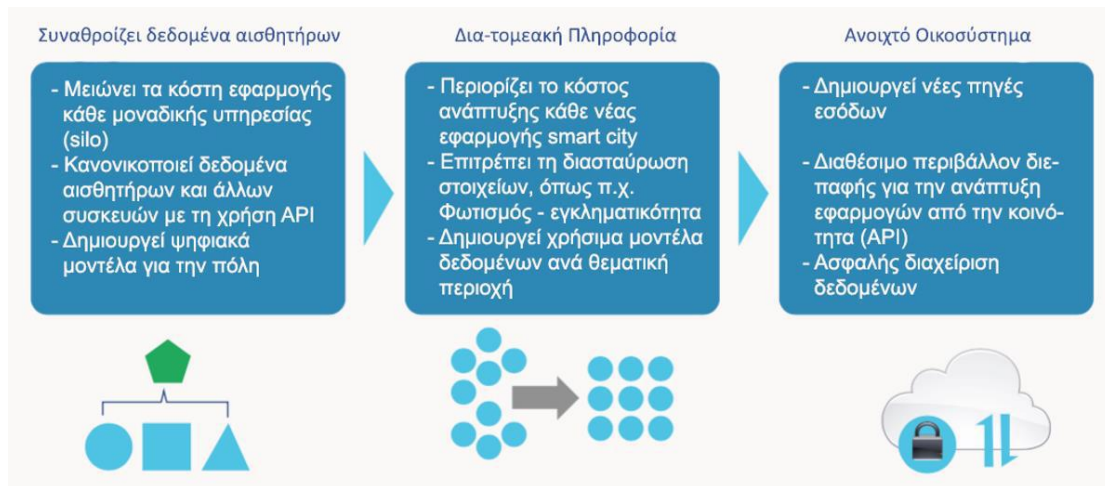 Συναθροίζει δεδομένα αισθητήρων
- Μειώνει τα κόστη εφαρμογής
κάθε μοναδικής υπηρεσίας
(silo)
- Κανονικοποιεί δεδομένα
αισθητήρων και άλλων
συσκευών με τη χρήση API
- Δημιουργεί ψηφιακά
μοντέλα για την πόλη
Δια-τομεακή Πληροφορία
- Περιορίζει το κόστος
ανάπτυξης κάθε νέας
εφαρμογής smart city
- Επιτρέπει τη διασταύρωση
στοιχείων, όπως π.χ.
Φωτισμός - εγκληματικότητα
- Δημιουργεί χρήσιμα μοντέλα
δεδομένων ανά θεματική
περιοχή
Ανοιχτό Οικοσύστημα
- Δημιουργεί νέες πηγές
εσόδων
- Διαθέσιμο περιβάλλον διε-
παφής για την ανάπτυξη
εφαρμογών από την κοινό-
τητα (API)
- Ασφαλής διαχείριση
δεδομένων